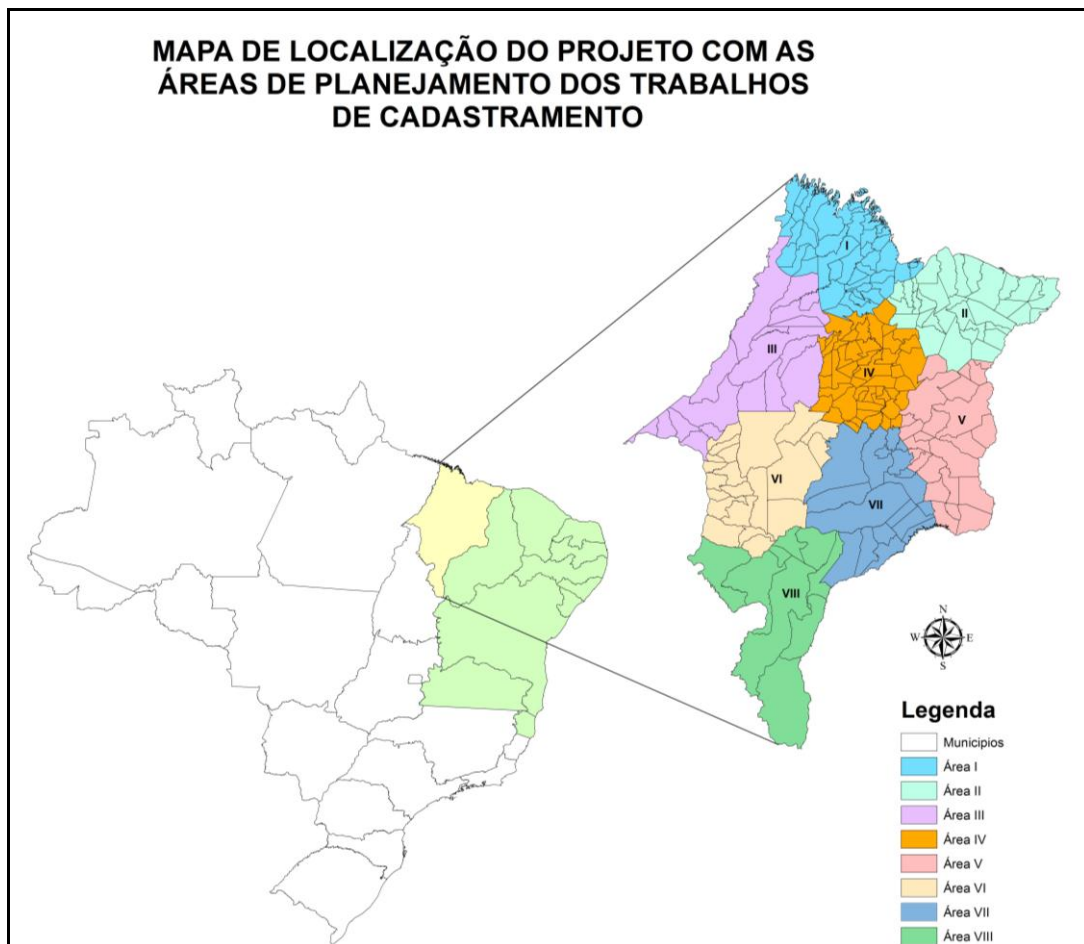 MAPA DE LOCALIZAÇÃO DO PROJETO COM AS
ÁREAS DE PLANEJAMENTO DOS TRABALHOS
DE CADASTRAMENTO
I
II
III
IV
V
VI
VII
VIII
N
W E
S
Legenda
Municipios
Área I
Área II
Área III
Área IV
Área V
Área VI
Área VII
Área VIII